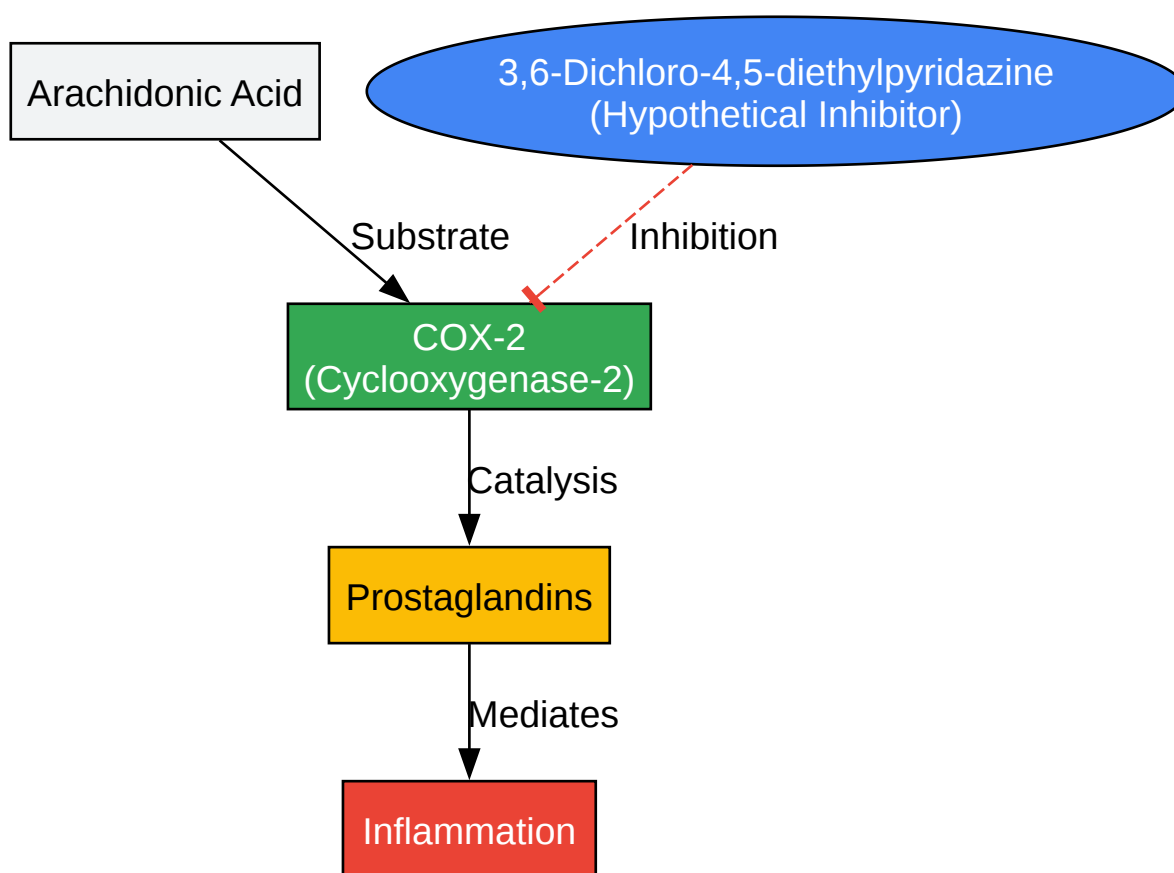 Arachidonic Acid
3,6-Dichloro-4,5-diethylpyridazine
(Hypothetical Inhibitor)
Substrate
Inhibition
COX-2
(Cyclooxygenase-2)
Catalysis
Prostaglandins
Mediates
Inflammation